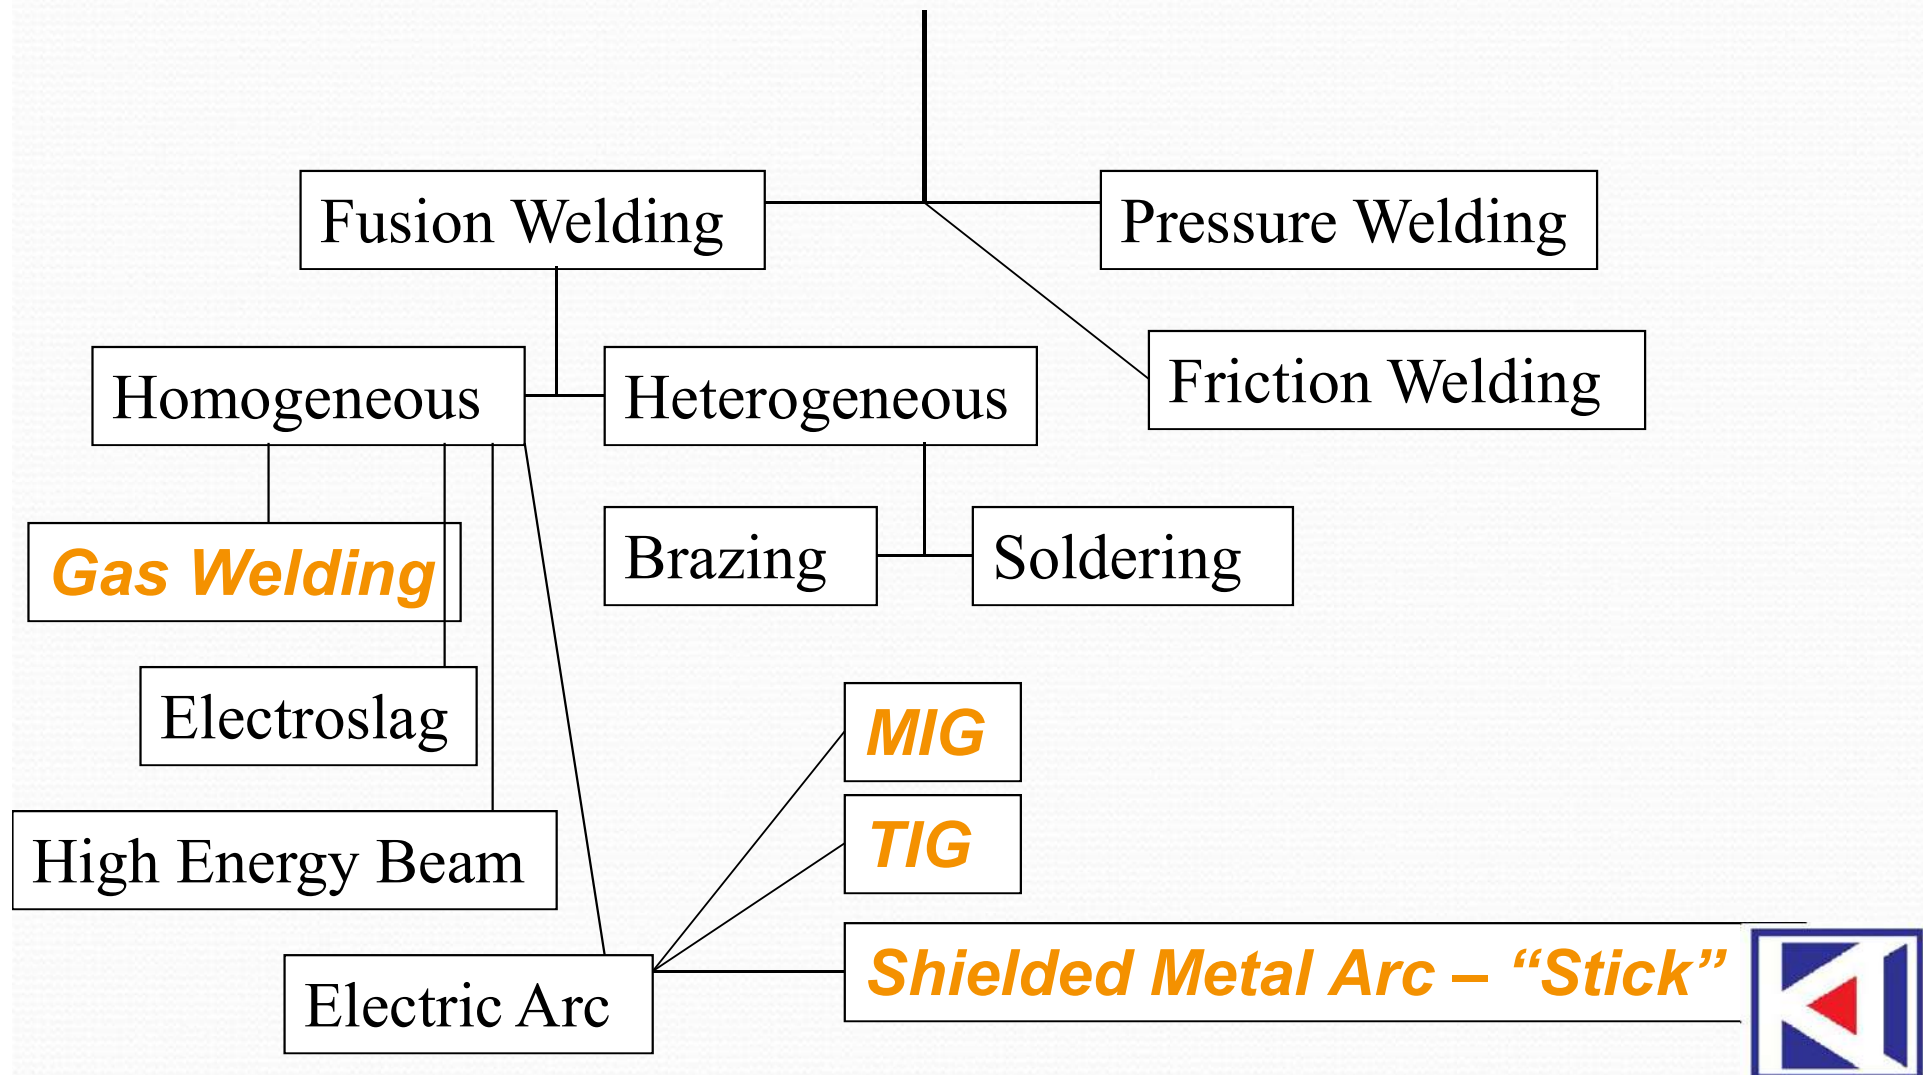 Fusion Welding
Pressure Welding
Friction Welding
Homogeneous
Heterogeneous
Gas Welding
Brazing
Soldering
Electroslag
MIG
High Energy Beam
TIG
Electric Arc
Shielded Metal Arc – “Stick”